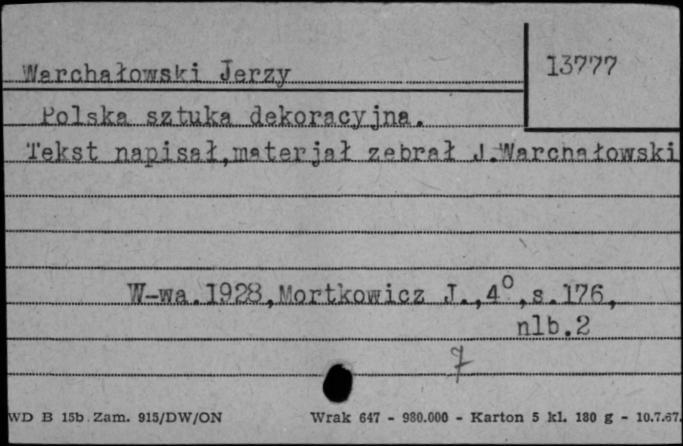 Warchałowski Jerzy
13777
Polska sztuka dekoracyjna.
Tekst napisał,materjał zebrał J.Warchałowski
W-wa.1928,Mortkowicz J.,4°,s.176,
nlb.2
7
WD B 15b Zam. 915/DW/ON Wrak 647 - 980.000 - Karton 5 kl. 180 g - 10.7.67.